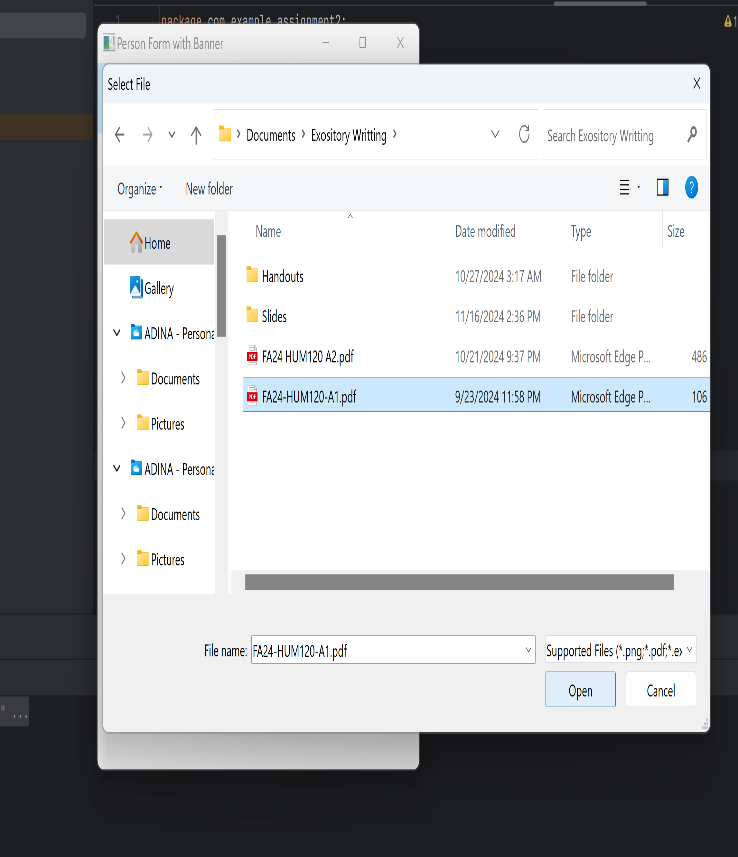 1 package com.example.assignment2;
1
Person Form with Banner
Select File
Documents > Exository Writting >
Search Exository Writting
Organize
New folder
?
Name Date modified Type Size
Home
Gallery
ADINA - Persona
Documents
Pictures
ADINA - Persona
Documents
Pictures
Handouts 10/27/2024 3:17 AM File folder
Slides 11/16/2024 2:36 PM File folder
PDF FA24 HUM120 A2.pdf 10/21/2024 9:37 PM Microsoft Edge P... 486
PDF FA24-HUM120-A1.pdf 9/23/2024 11:58 PM Microsoft Edge P... 106
File name: FA24-HUM120-A1.pdf
Supported Files (*.png;*.pdf;*.ex
Open
Cancel
" ...